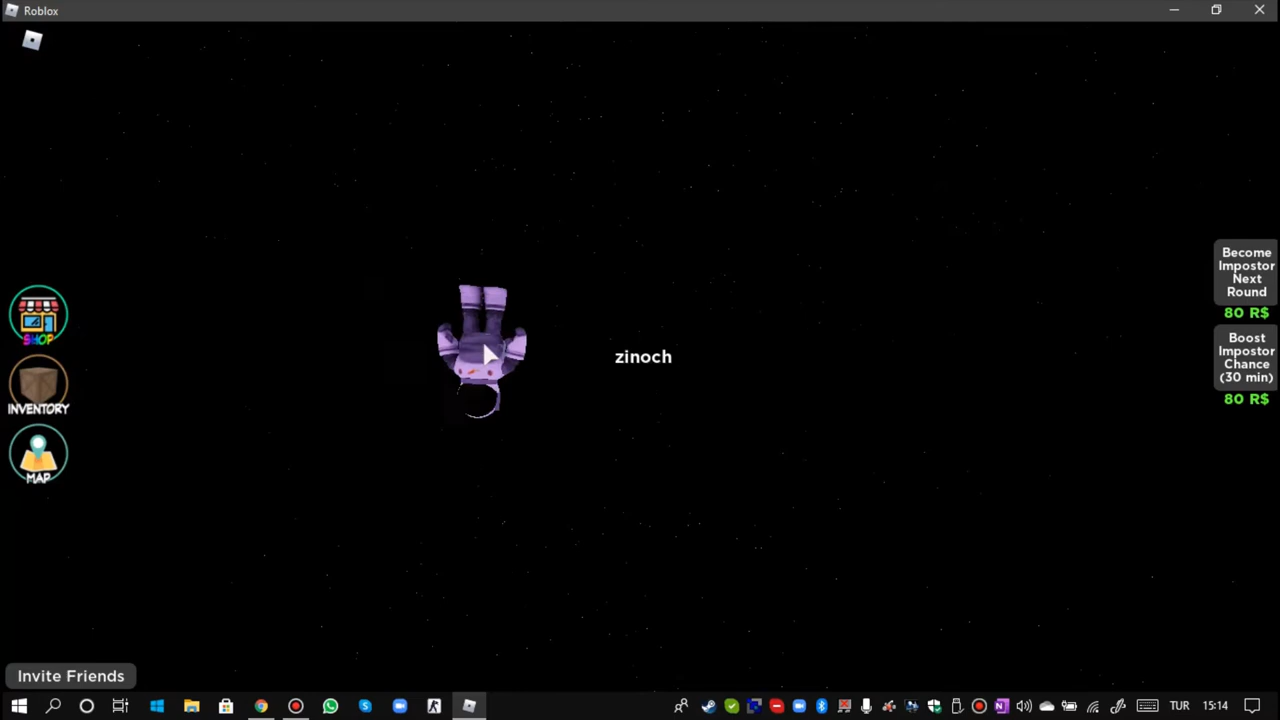 Roblox
Become
Impostor
Next
Round
80 R$
Boost
Impostor
Chance
(30 min)
80 R$
SHOP
INVENTORY
MAP
zinoch
Invite Friends
TUR
15:14